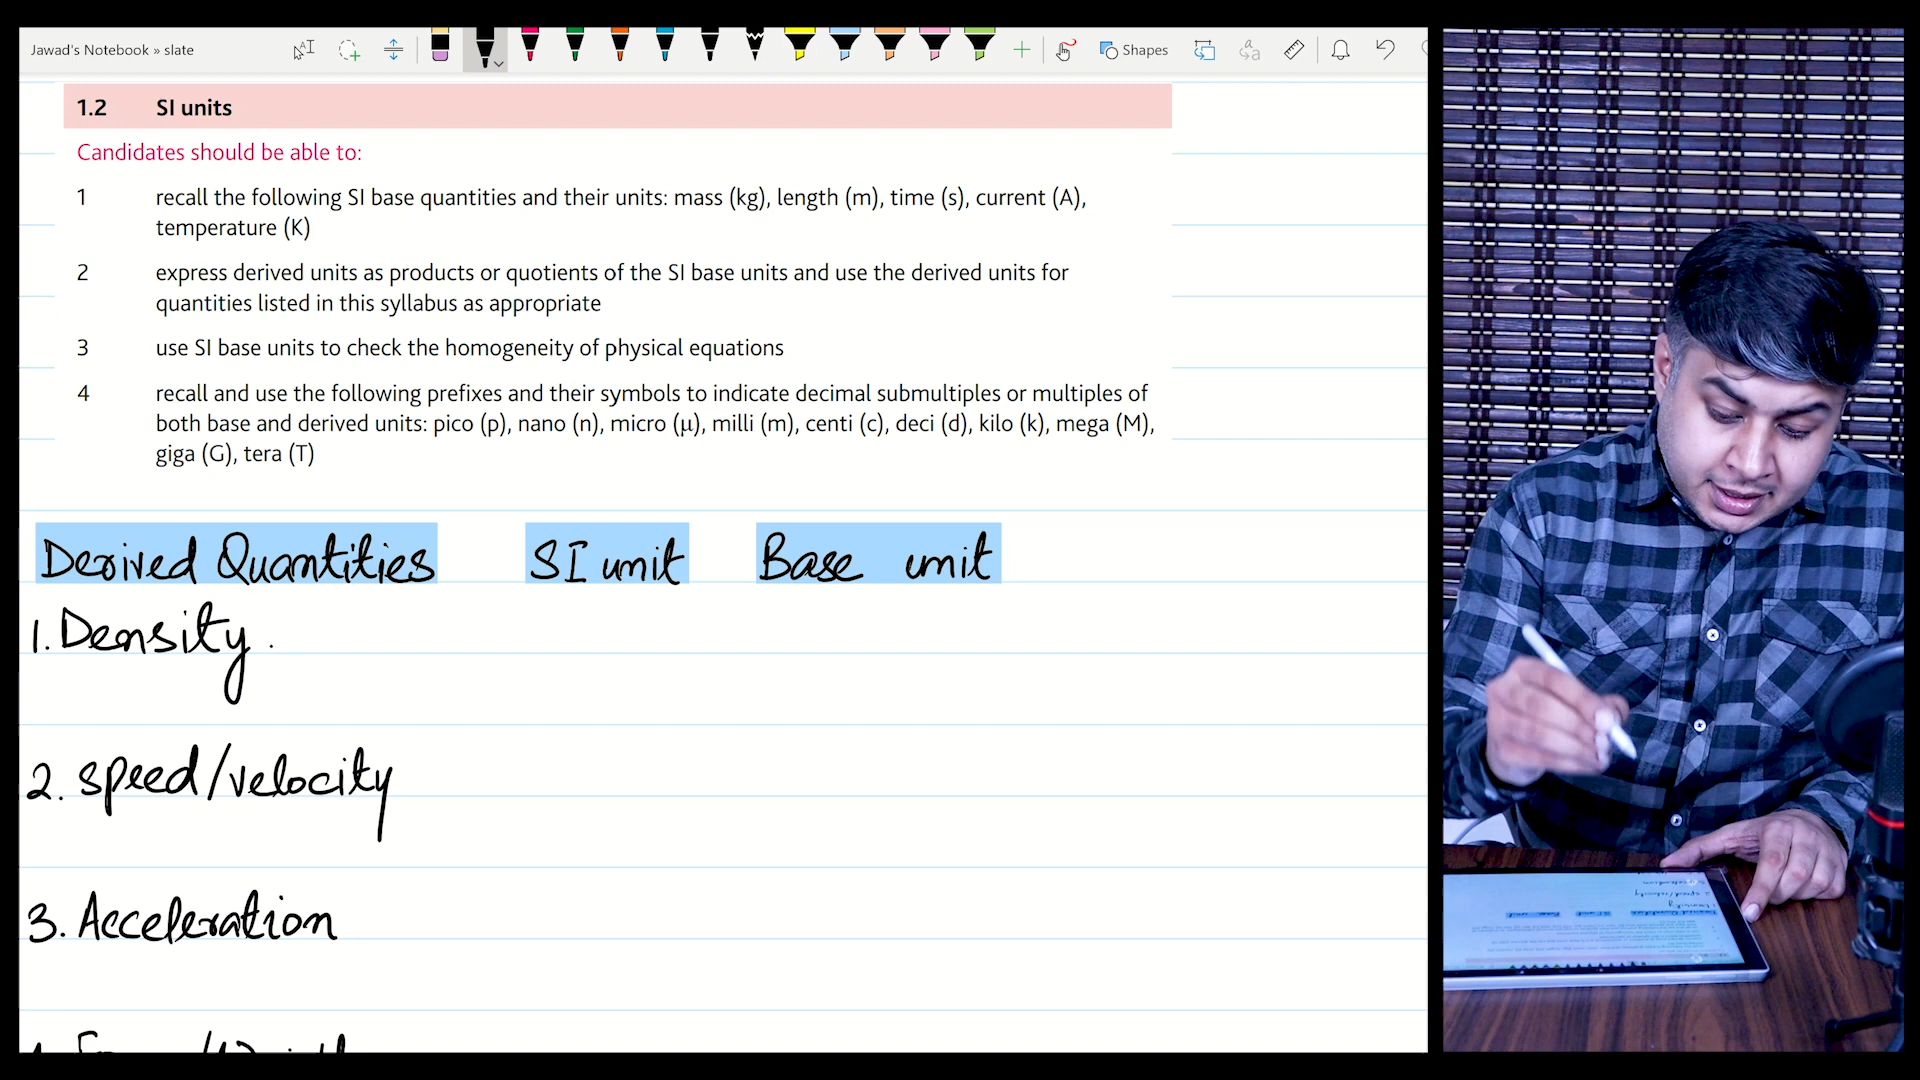 Jawad's Notebook » slate
Shapes
1.2 SI units
Candidates should be able to:
1 recall the following SI base quantities and their units: mass (kg), length (m), time (s), current (A),
temperature (K)
2 express derived units as products or quotients of the SI base units and use the derived units for
quantities listed in this syllabus as appropriate
3 use SI base units to check the homogeneity of physical equations
4 recall and use the following prefixes and their symbols to indicate decimal submultiples or multiples of
both base and derived units: pico (p), nano (n), micro (μ), milli (m), centi (c), deci (d), kilo (k), mega (M),
giga (G), tera (T)
Derived Quantities SI unit Base unit
1. Density.
2. speed/velocity
3. Acceleration